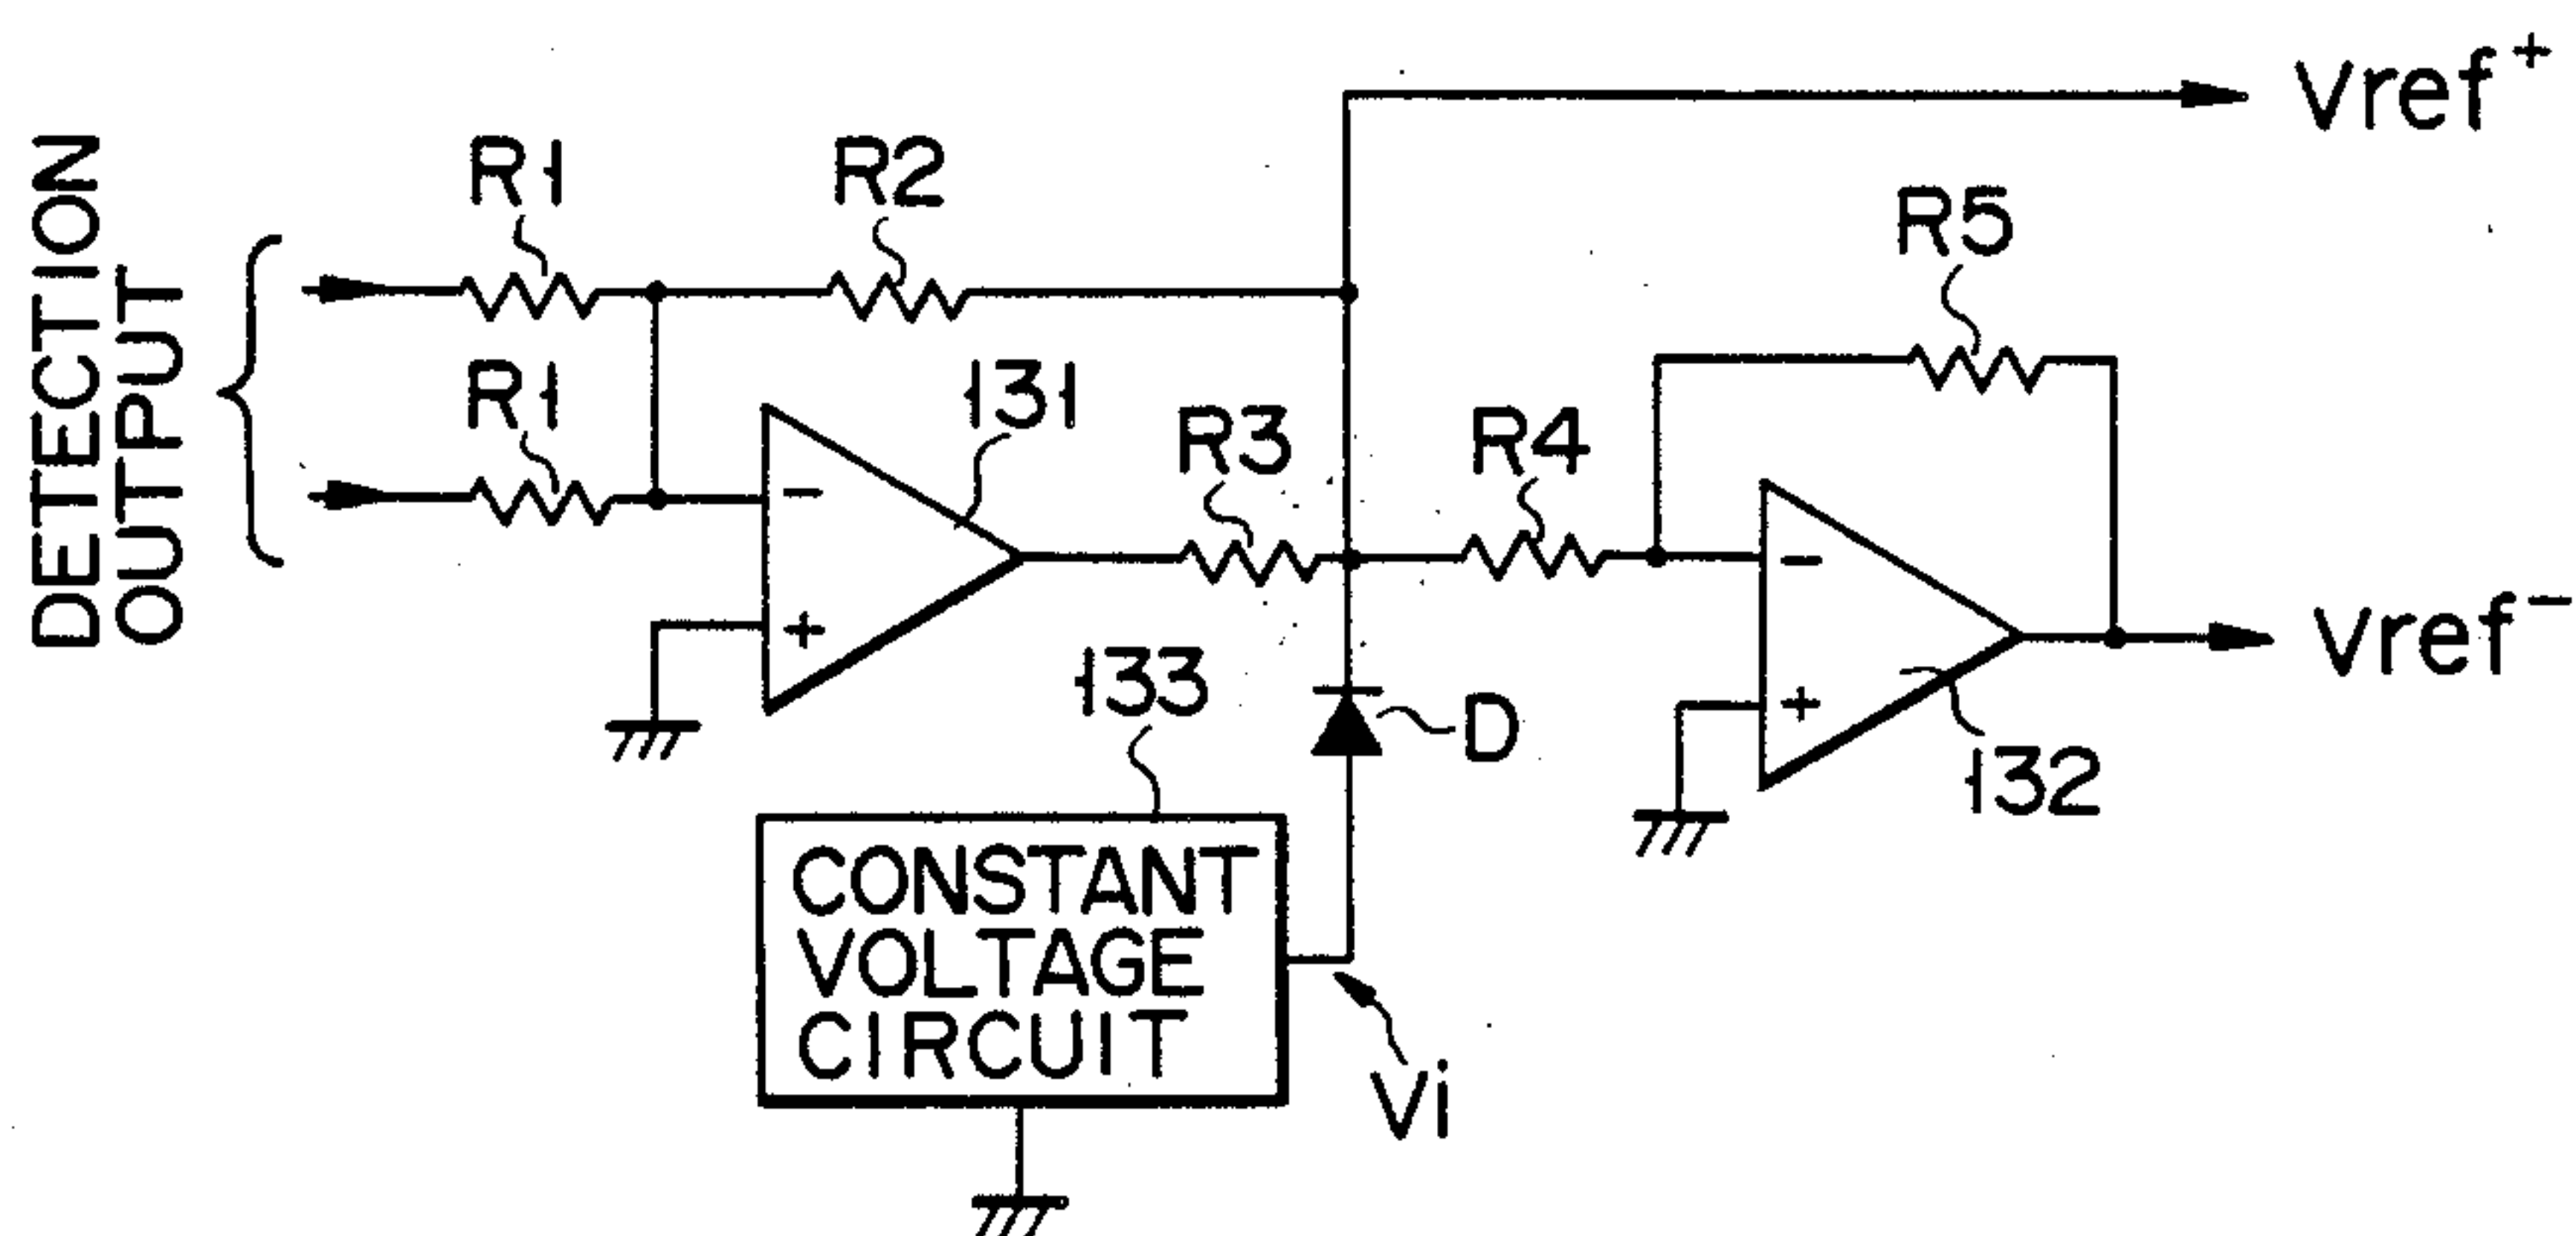 DETECTION
OUTPUT
R1
R2
R1
131
R3
R4
R5
Vref+
-
+
-
+
Vref-
132
133
D
CONSTANT
VOLTAGE
CIRCUIT
Vi